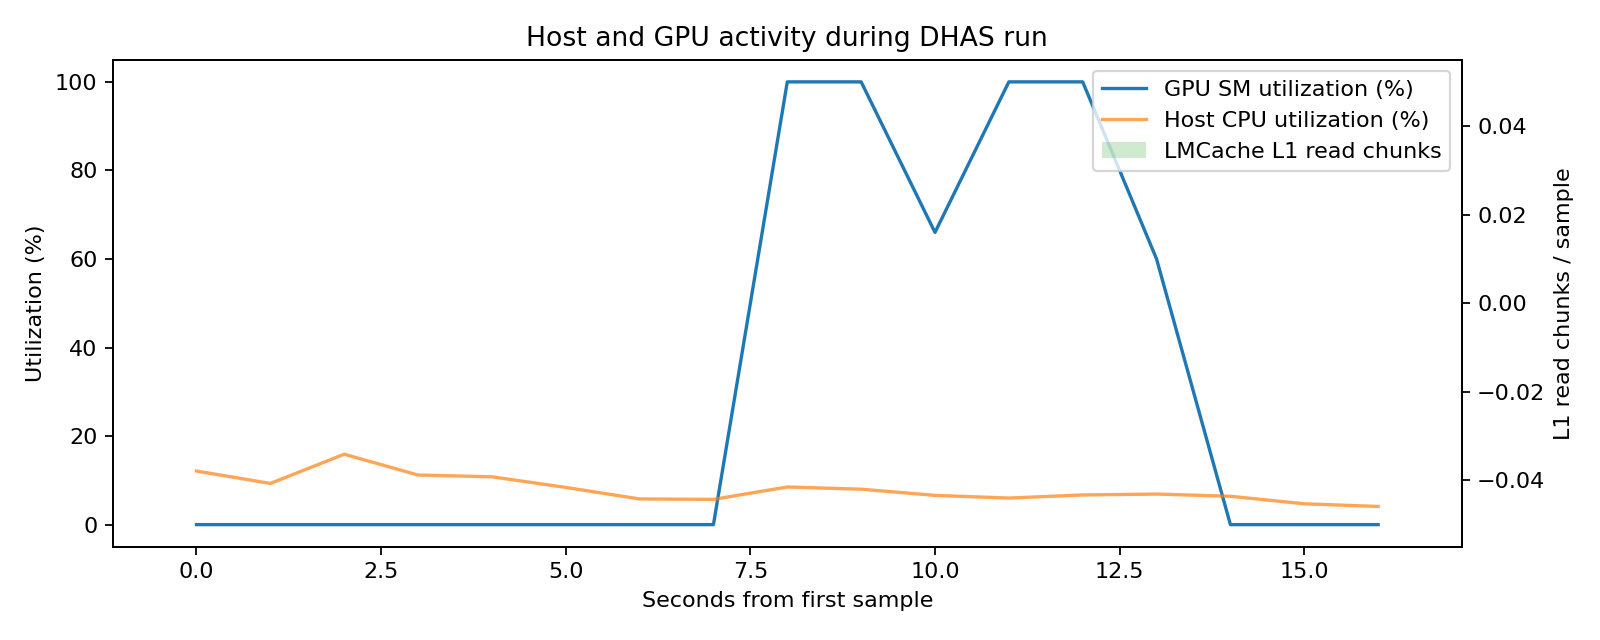 Host and GPU activity during DHAS run
100
80
60
40
20
0
Utilization (%)
GPU SM utilization (%)
Host CPU utilization (%)
LMCache L1 read chunks
0.04
0.02
0.00
−0.02
−0.04
L1 read chunks / sample
0.0 2.5 5.0 7.5 10.0 12.5 15.0
Seconds from first sample